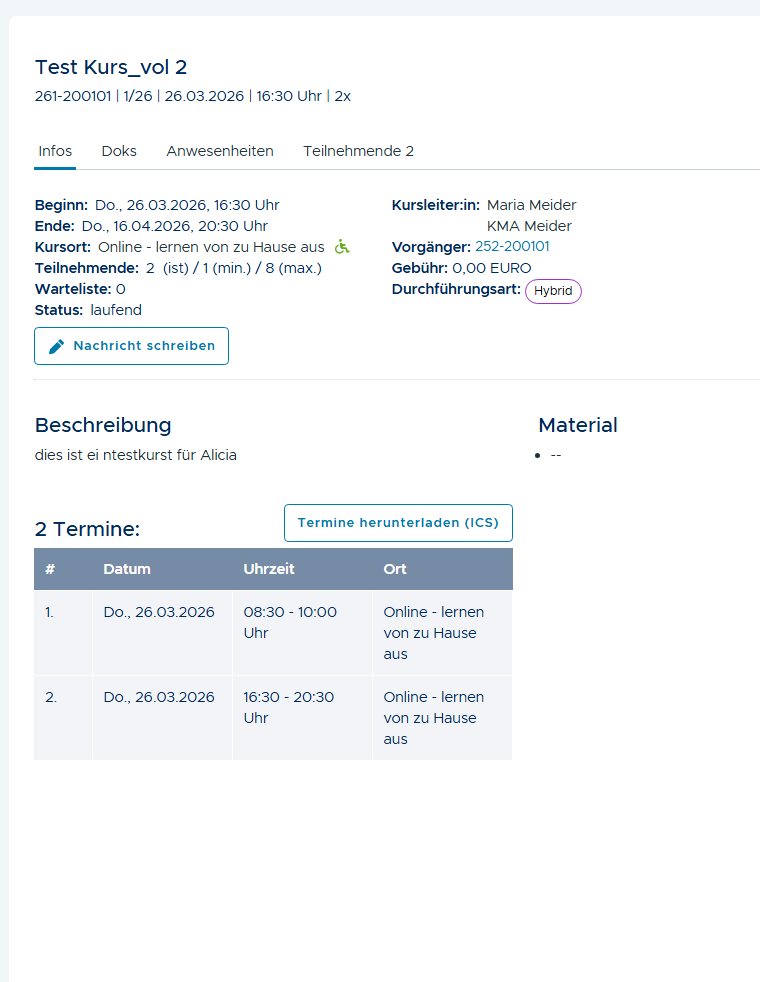 Test Kurs_vol 2
261-200101 | 1/26 | 26.03.2026 | 16:30 Uhr | 2x
Infos Doks Anwesenheiten Teilnehmende 2
Beginn: Do., 26.03.2026, 16:30 Uhr
Ende: Do., 16.04.2026, 20:30 Uhr
Kursort: Online - lernen von zu Hause aus
Teilnehmende: 2 (ist) / 1 (min.) / 8 (max.)
Warteliste: 0
Status: laufend
Kursleiter:in: Maria Meider
KMA Meider
Vorgänger: 252-200101
Gebühr: 0,00 EURO
Durchführungsart: Hybrid
Nachricht schreiben
Beschreibung
dies ist ei ntestkurst für Alicia
Material
--
2 Termine:
Termine herunterladen (ICS)
# Datum Uhrzeit Ort
1. Do., 26.03.2026 08:30 - 10:00 Online - lernen
Uhr von zu Hause
aus
2. Do., 26.03.2026 16:30 - 20:30 Online - lernen
Uhr von zu Hause
aus